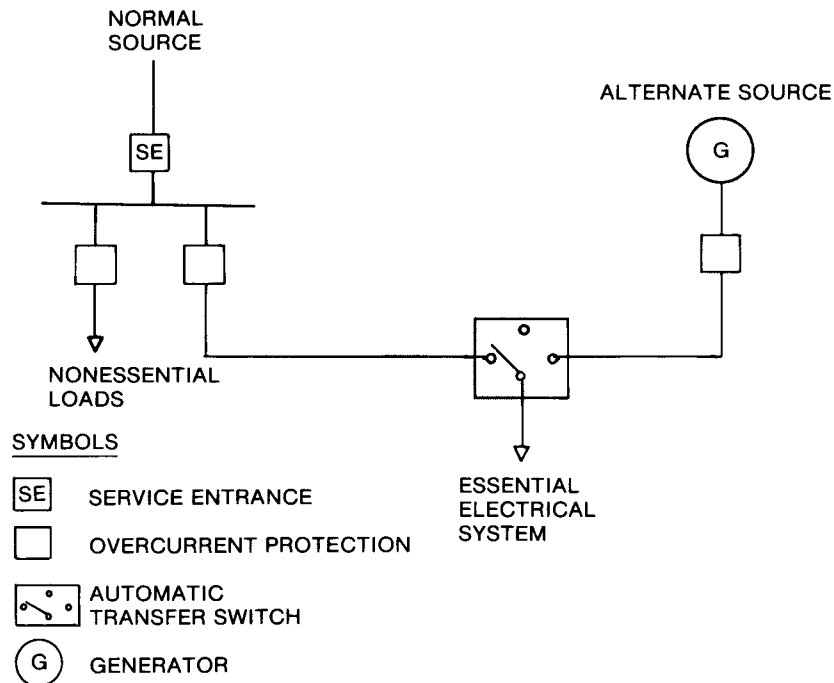 NORMAL
SOURCE
ALTERNATE SOURCE
SE
G
NONESSENTIAL
LOADS
ESSENTIAL
ELECTRICAL
SYSTEM
SYMBOLS
SE SERVICE ENTRANCE
OVERCURRENT PROTECTION
AUTOMATIC
TRANSFER SWITCH
G GENERATOR